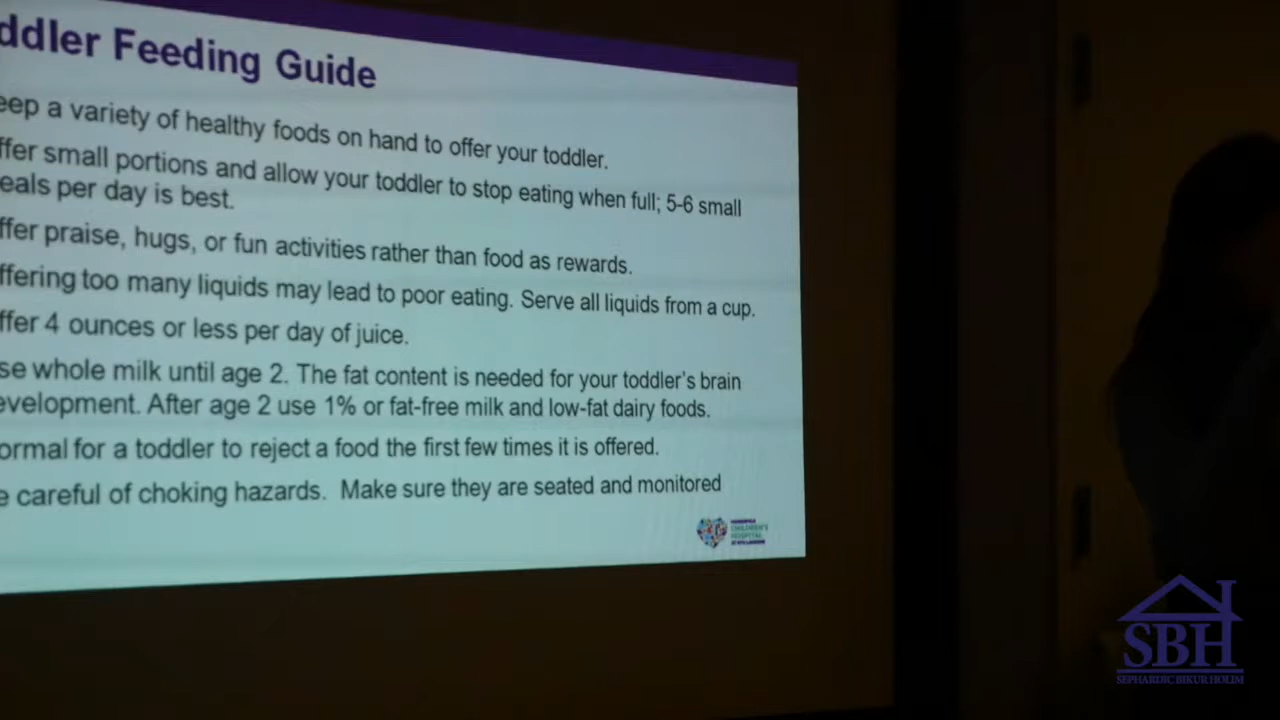 ddler Feeding Guide
eep a variety of healthy foods on hand to offer your toddler.
ffer small portions and allow your toddler to stop eating when full; 5-6 small
eals per day is best.
ffer praise, hugs, or fun activities rather than food as rewards.
ffering too many liquids may lead to poor eating. Serve all liquids from a cup.
ffer 4 ounces or less per day of juice.
se whole milk until age 2. The fat content is needed for your toddler's brain
evelopment. After age 2 use 1% or fat-free milk and low-fat dairy foods.
ormal for a toddler to reject a food the first few times it is offered.
e careful of choking hazards. Make sure they are seated and monitored
CHILDREN'S
HOSPITAL
SBH
SEPHARDIC BIKUR HOLIM